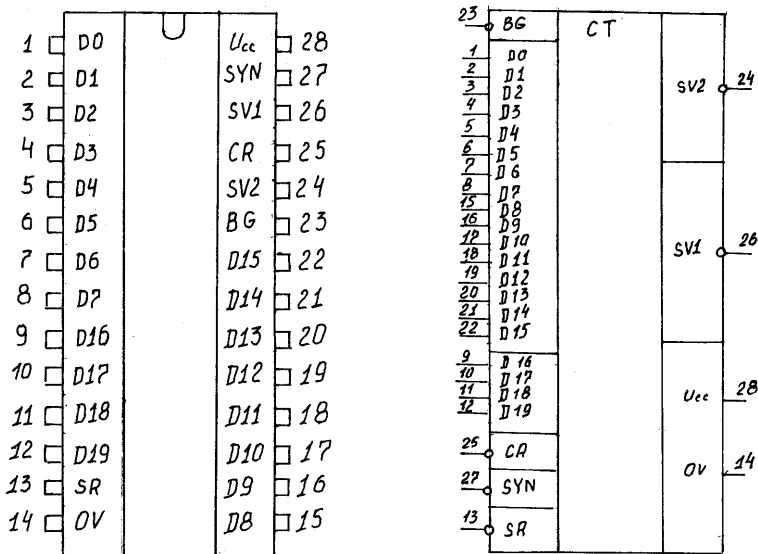 1 D0 Ucc 28
2 D1 SYN 27
3 D2 SV1 26
4 D3 CR 25
5 D4 SV2 24
6 D5 BG 23
7 D6 D15 22
8 D7 D14 21
9 D16 D13 20
10 D17 D12 19
11 D18 D11 18
12 D19 D10 17
13 SR D9 16
14 OV D8 15
23 BG CT
1 D0
2 D1
3 D2
4 D3
5 D4
6 D5
7 D6
8 D7
15 D8
16 D9
17 D10
18 D11
19 D12
20 D13
21 D14
22 D15
9 D16
10 D17
11 D18
12 D19
25 CR
27 SYN
13 SR
SV2 24
SV1 26
Ucc 28
OV 14